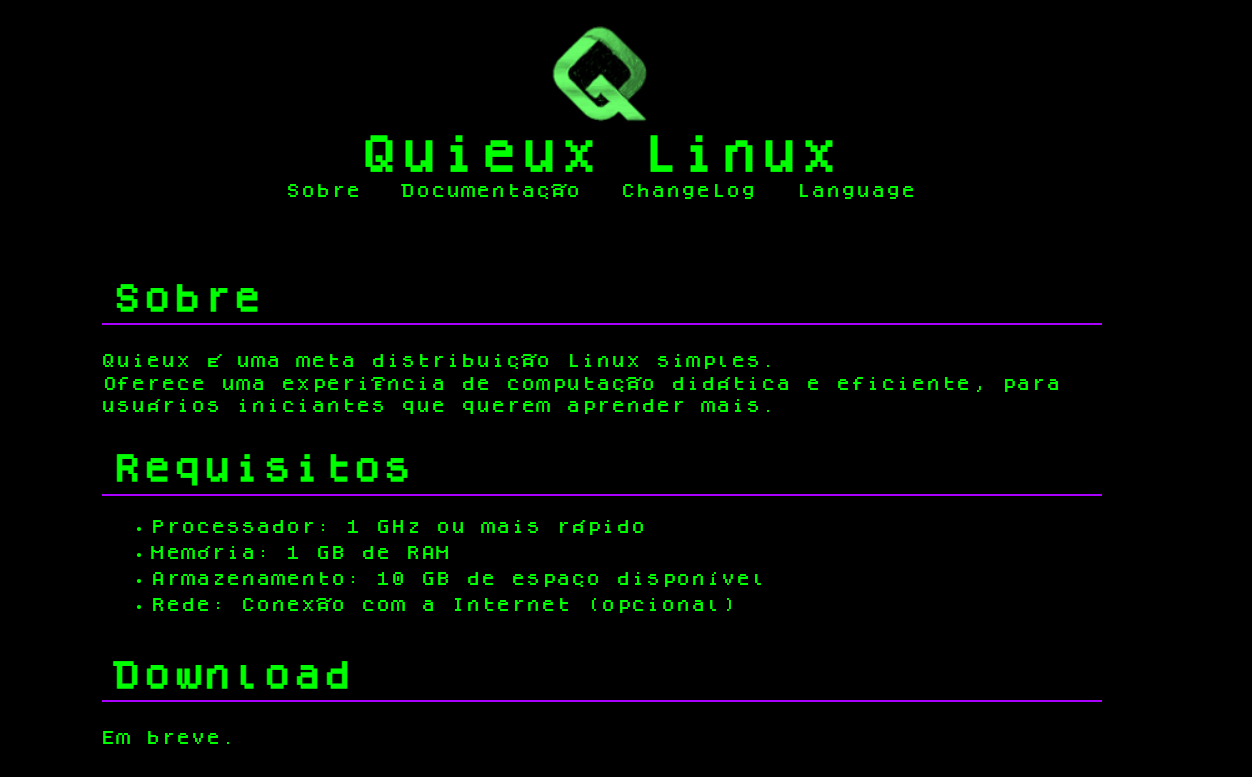 Quieux Linux
Sobre Documentação ChangeLog Language
Sobre
Quieux é uma meta distribuição Linux simples.
Oferece uma experiência de computação didática e eficiente, para
usuários iniciantes que querem aprender mais.
Requisitos
• Processador: 1 GHz ou mais rápido
• Memória: 1 GB de RAM
• Armazenamento: 10 GB de espaço disponível
• Rede: Conexão com a Internet (opcional)
Download
Em breve.